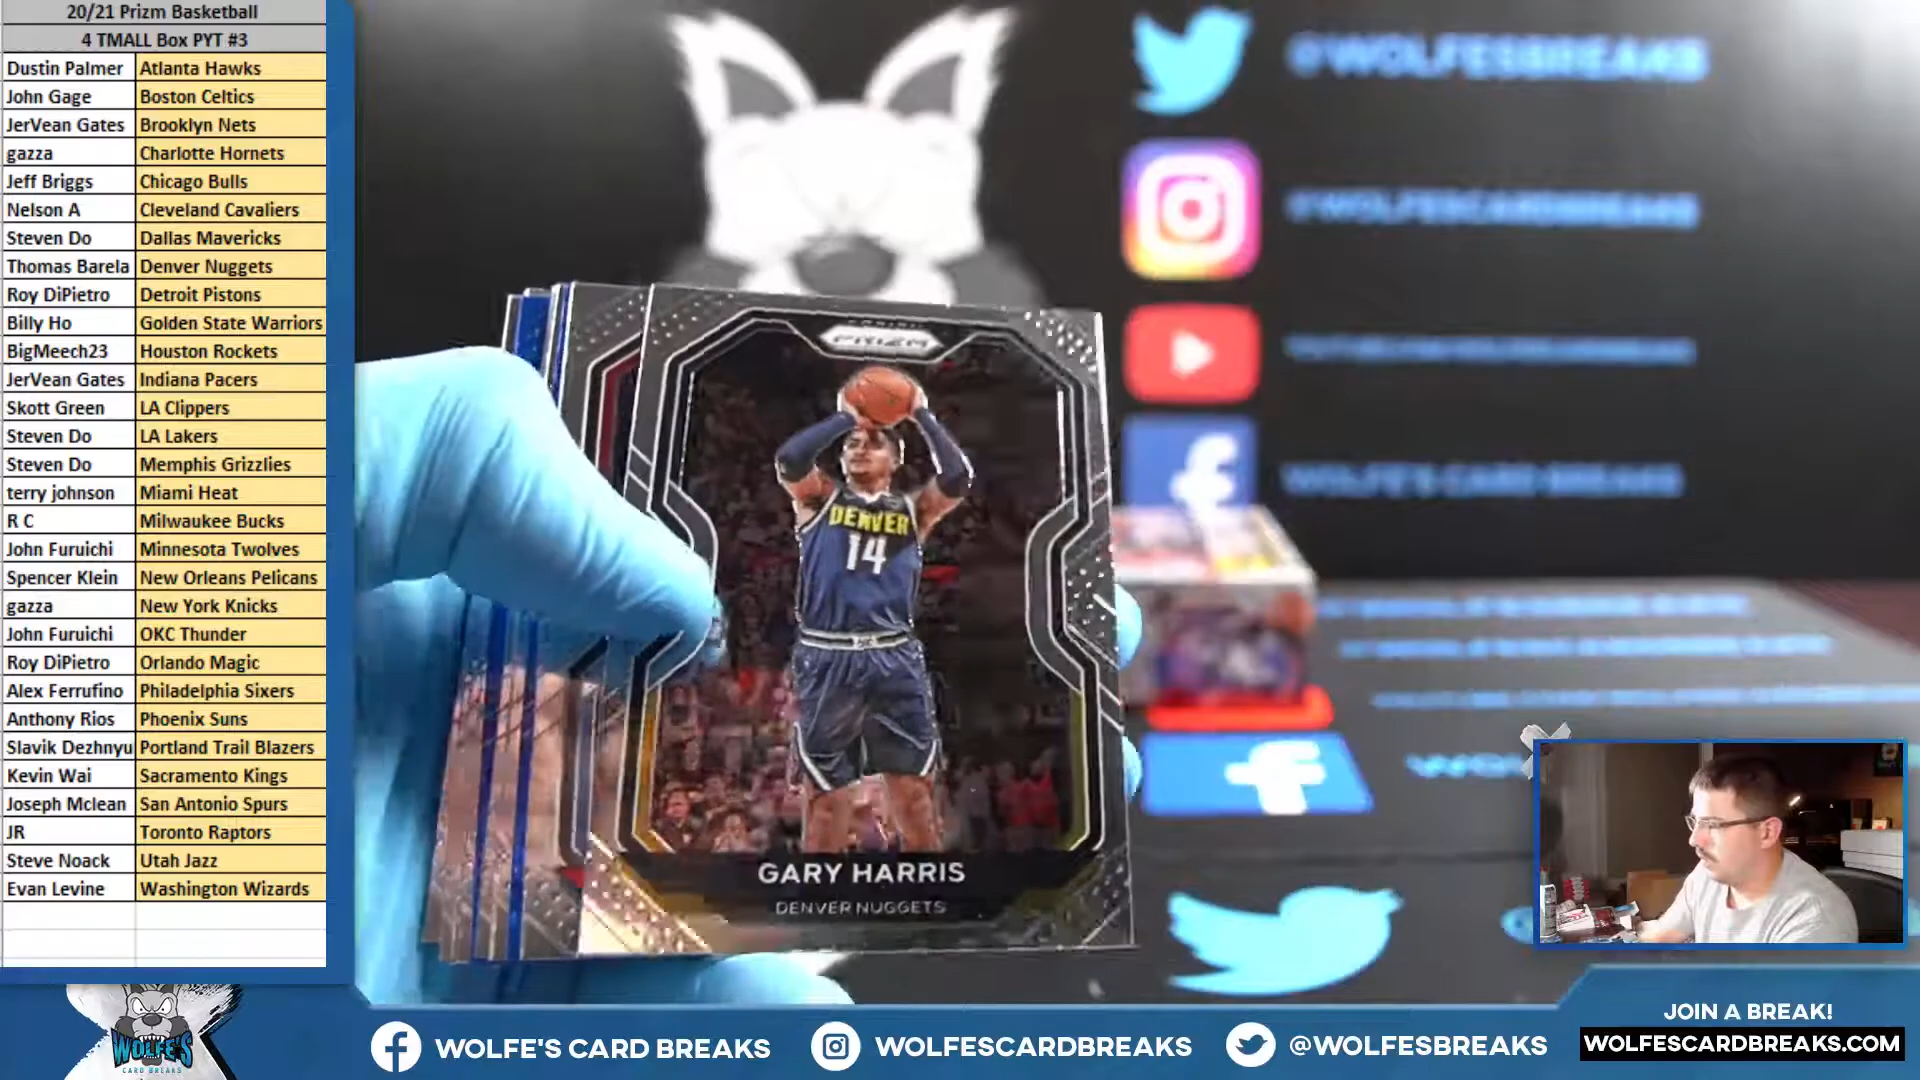 20/21 Prizm Basketball
4 TMALL Box PYT #3
Dustin Palmer Atlanta Hawks
John Gage Boston Celtics
JerVean Gates Brooklyn Nets
gazza Charlotte Hornets
Jeff Briggs Chicago Bulls
Nelson A Cleveland Cavaliers
Steven Do Dallas Mavericks
Thomas Barela Denver Nuggets
Roy DiPietro Detroit Pistons
Billy Ho Golden State Warriors
BigMeech23 Houston Rockets
JerVean Gates Indiana Pacers
Skott Green LA Clippers
Steven Do LA Lakers
Steven Do Memphis Grizzlies
terry johnson Miami Heat
R C Milwaukee Bucks
John Furuichi Minnesota Twolves
Spencer Klein New Orleans Pelicans
gazza New York Knicks
John Furuichi OKC Thunder
Roy DiPietro Orlando Magic
Alex Ferrufino Philadelphia Sixers
Anthony Rios Phoenix Suns
Slavik Dezhnyu Portland Trail Blazers
Kevin Wai Sacramento Kings
Joseph Mclean San Antonio Spurs
JR Toronto Raptors
Steve Noack Utah Jazz
Evan Levine Washington Wizards
@WOLFESBREAKS
@WOLFESCARDBREAKS
WOLFE'S CARD BREAKS
PRIZM
DENVER
14
GARY HARRIS
DENVER NUGGETS
WOLFE'S
CARD BREAKS
WOLFE'S CARD BREAKS
WOLFESCARDBREAKS
@WOLFESBREAKS
JOIN A BREAK!
WOLFESCARDBREAKS.COM